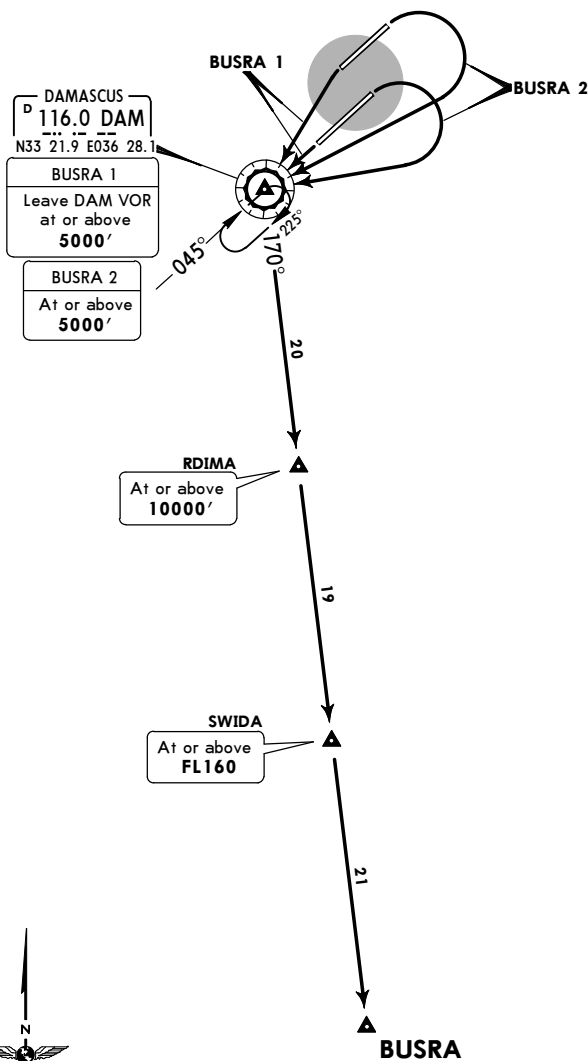 BUSRA 1
BUSRA 2
DAMASCUS
D 116.0 DAM
N33 21.9 E036 28.1
BUSRA 1
Leave DAM VOR
at or above
5000'
BUSRA 2
At or above
5000'
045°
225°
170°
20
RDIMA
At or above
10000'
19
SWIDA
At or above
FL160
21
N
BUSRA